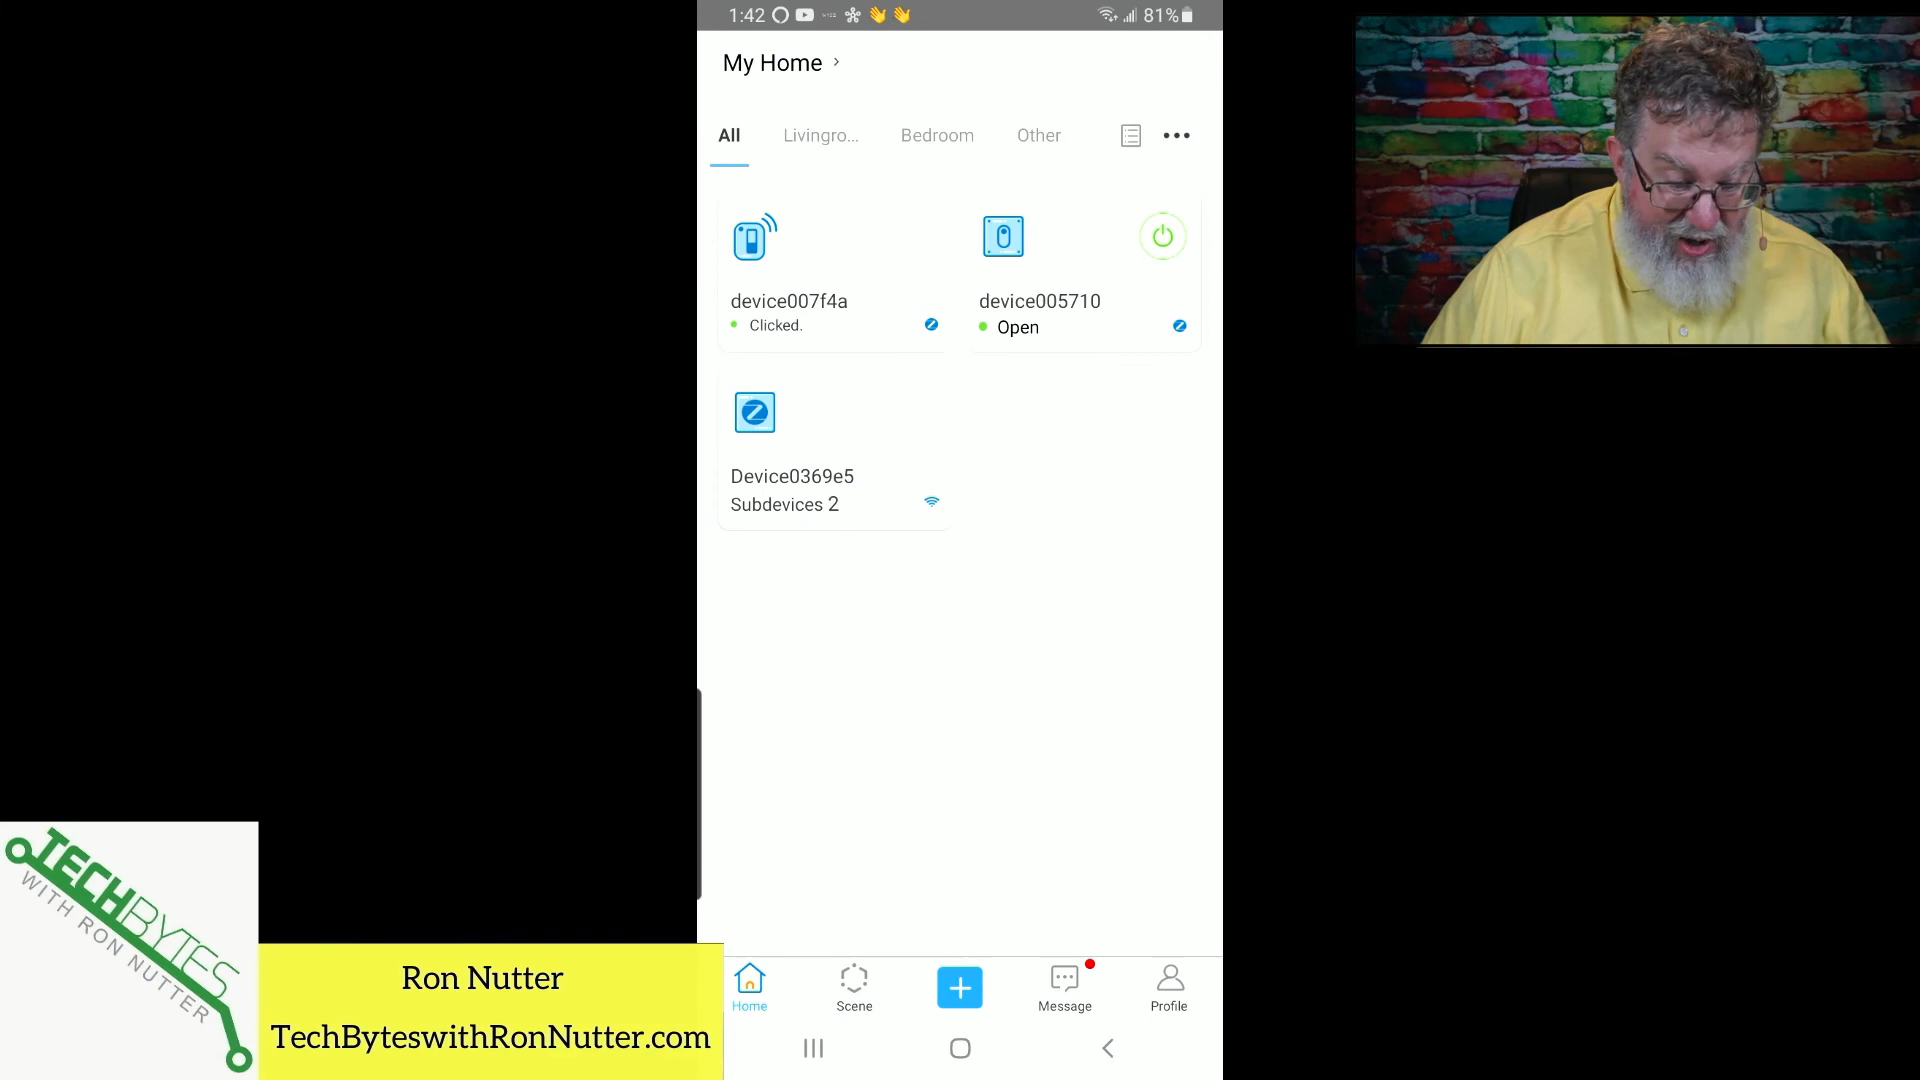 1:42
81%
My Home
All
Livingro...
Bedroom
Other
device007f4a
Clicked.
device005710
Open
Device0369e5
Subdevices 2
Home
Scene
Message
Profile
TECHBYTES
WITH RON NUTTER
Ron Nutter
TechByteswithRonNutter.com